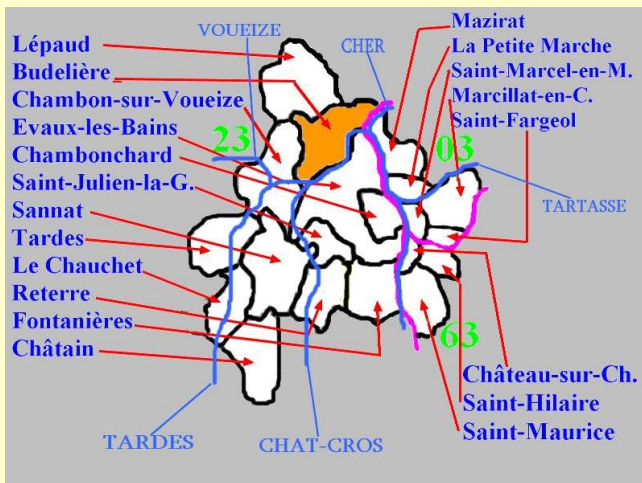 VOUEIZE
CHER
Lépaud
Budelière
Chambon-sur-Voueize
Evaux-les-Bains
Chambonchard
Saint-Julien-la-G.
Sannat
Tardes
Le Chauchet
Reterre
Fontanières
Châtain
23
03
63
Mazirat
La Petite Marche
Saint-Marcel-en-M.
Marcillat-en-C.
Saint-Fargeol
TARTASSE
Château-sur-Ch.
Saint-Hilaire
Saint-Maurice
TARDES
CHAT-CROS